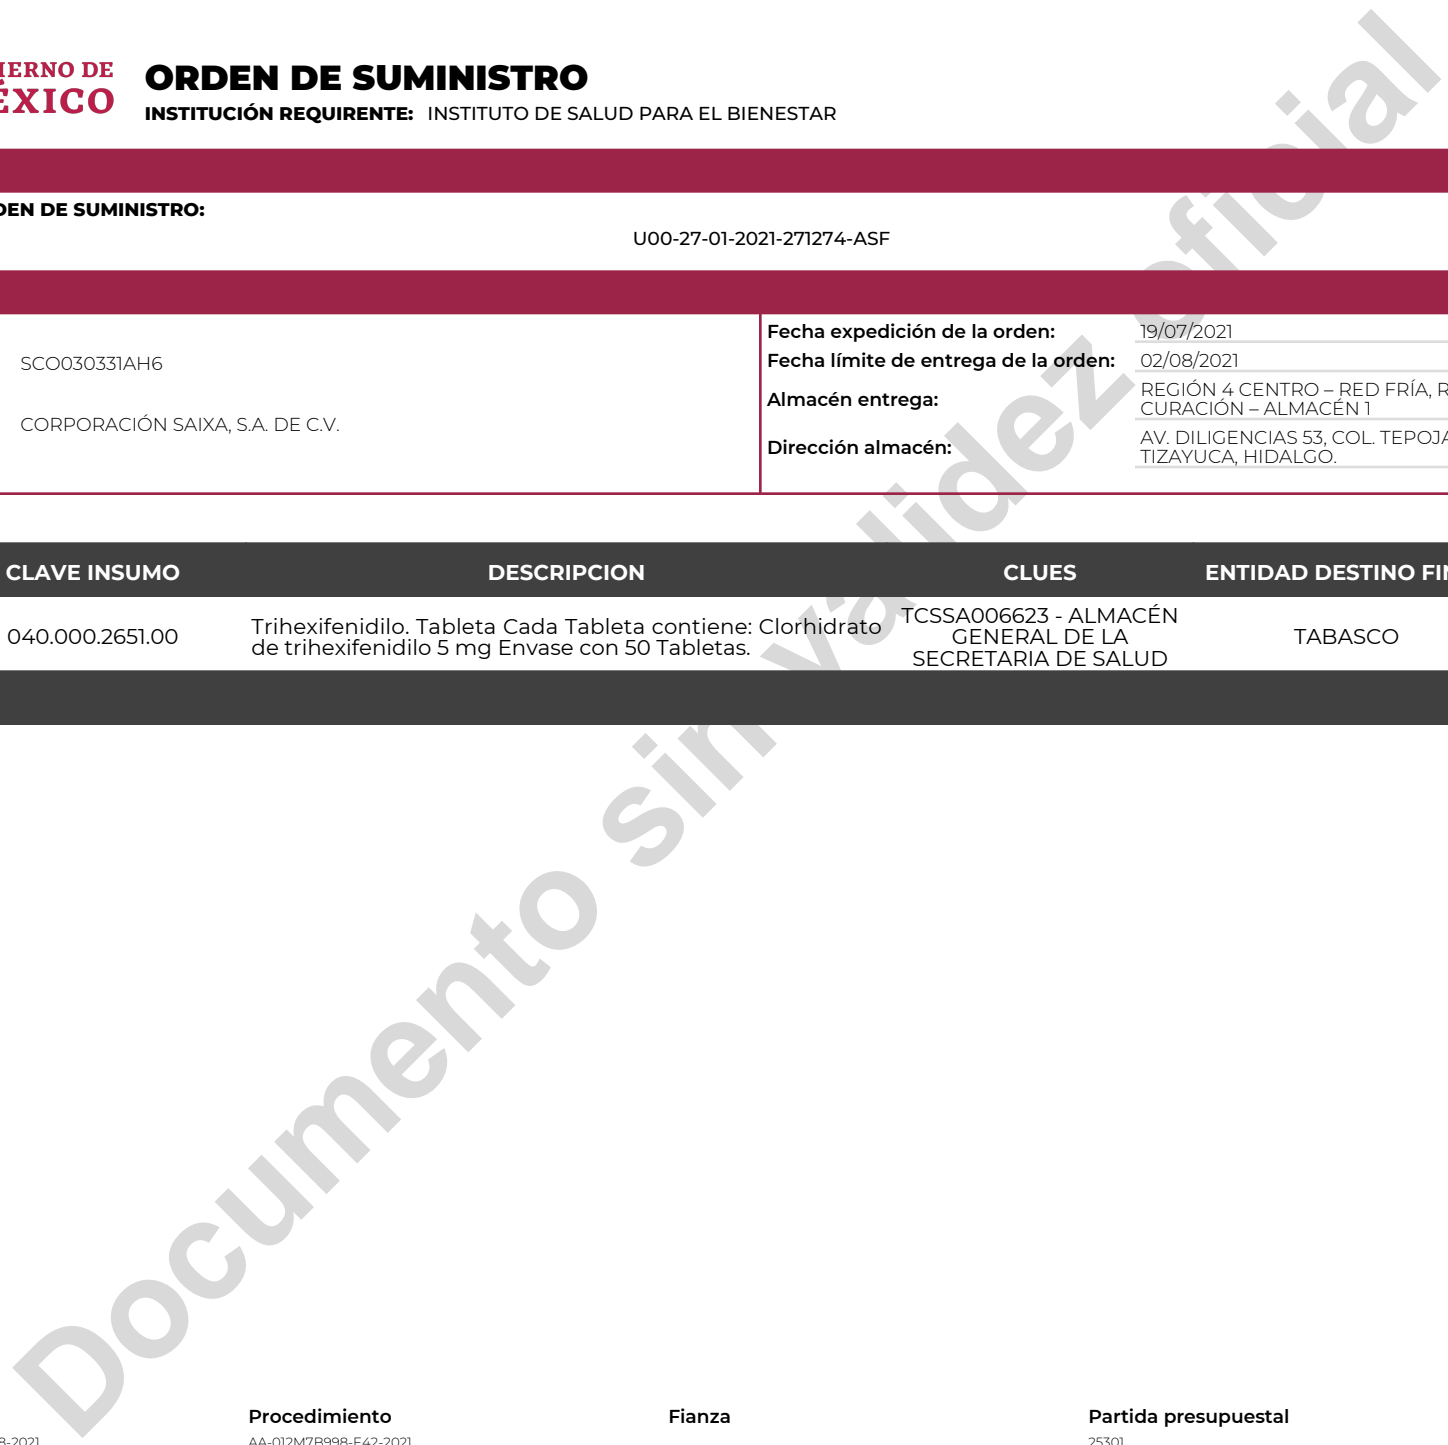 ORDEN DE SUMINISTRO
DE
INSTITUCIÓN REQUIRENTE: INSTITUTO DE SALUD PARA EL BIENESTAR
DE SUMINISTRO:
U00-27-01-2021-271274-ASF
SCO030331AH6
CORPORACIÓN SAIXA, S.A. DE C.V.
Fecha expedición de la orden: 19/07/2021
Fecha límite de entrega de la orden: 02/08/2021
Almacén entrega: REGIÓN 4 CENTRO – RED FRÍA,
CURACIÓN – ALMACÉN 1
Dirección almacén: AV. DILIGENCIAS 53, COL.
TIZAYUCA, HIDALGO.
CLAVE INSUMO DESCRIPCION CLUES ENTIDAD DESTINO
040.000.2651.00
Trihexifenidilo. Tableta Cada Tableta contiene: Clorhidrato
de trihexifenidilo 5 mg Envase con 50 Tabletas.
TCSSA006623 - ALMACÉN
GENERAL DE LA
SECRETARIA DE SALUD
TABASCO
Documento sin validez oficial
Procedimiento Fianza Partida presupuestal
AA-012M7B998-E42-2021 25301